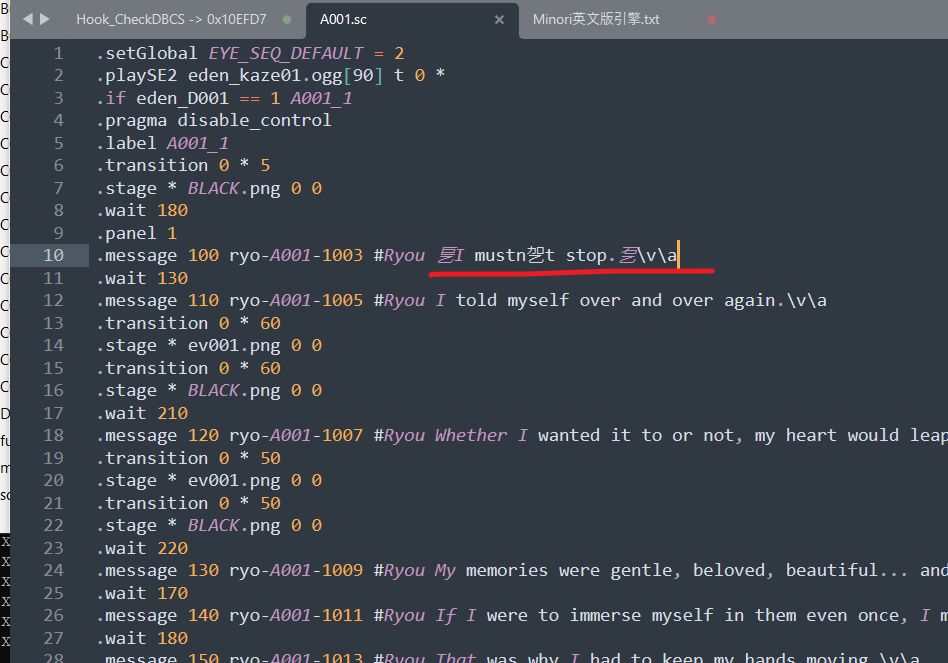 Hook_CheckDBCS -> 0x10EFD7
A001.sc
Minori英文版引擎.txt
1 .setGlobal EYE_SEQ_DEFAULT = 2
2 .playSE2 eden_kaze01.ogg[90] t 0 *
3 .if eden_D001 == 1 A001_1
4 .pragma disable_control
5 .label A001_1
6 .transition 0 * 5
7 .stage * BLACK.png 0 0
8 .wait 180
9 .panel 1
10 .message 100 ryo-A001-1003 #Ryou I mustn t stop. \v\a
11 .wait 130
12 .message 110 ryo-A001-1005 #Ryou I told myself over and over again.\v\a
13 .transition 0 * 60
14 .stage * ev001.png 0 0
15 .transition 0 * 60
16 .stage * BLACK.png 0 0
17 .wait 210
18 .message 120 ryo-A001-1007 #Ryou Whether I wanted it to or not, my heart would leap
19 .transition 0 * 50
20 .stage * ev001.png 0 0
21 .transition 0 * 50
22 .stage * BLACK.png 0 0
23 .wait 220
24 .message 130 ryo-A001-1009 #Ryou My memories were gentle, beloved, beautiful... and
25 .wait 170
26 .message 140 ryo-A001-1011 #Ryou If I were to immerse myself in them even once, I m
27 .wait 180
28 .message 150 ryo-A001-1013 #Ryou That was why I had to keep my hands moving.\v\a